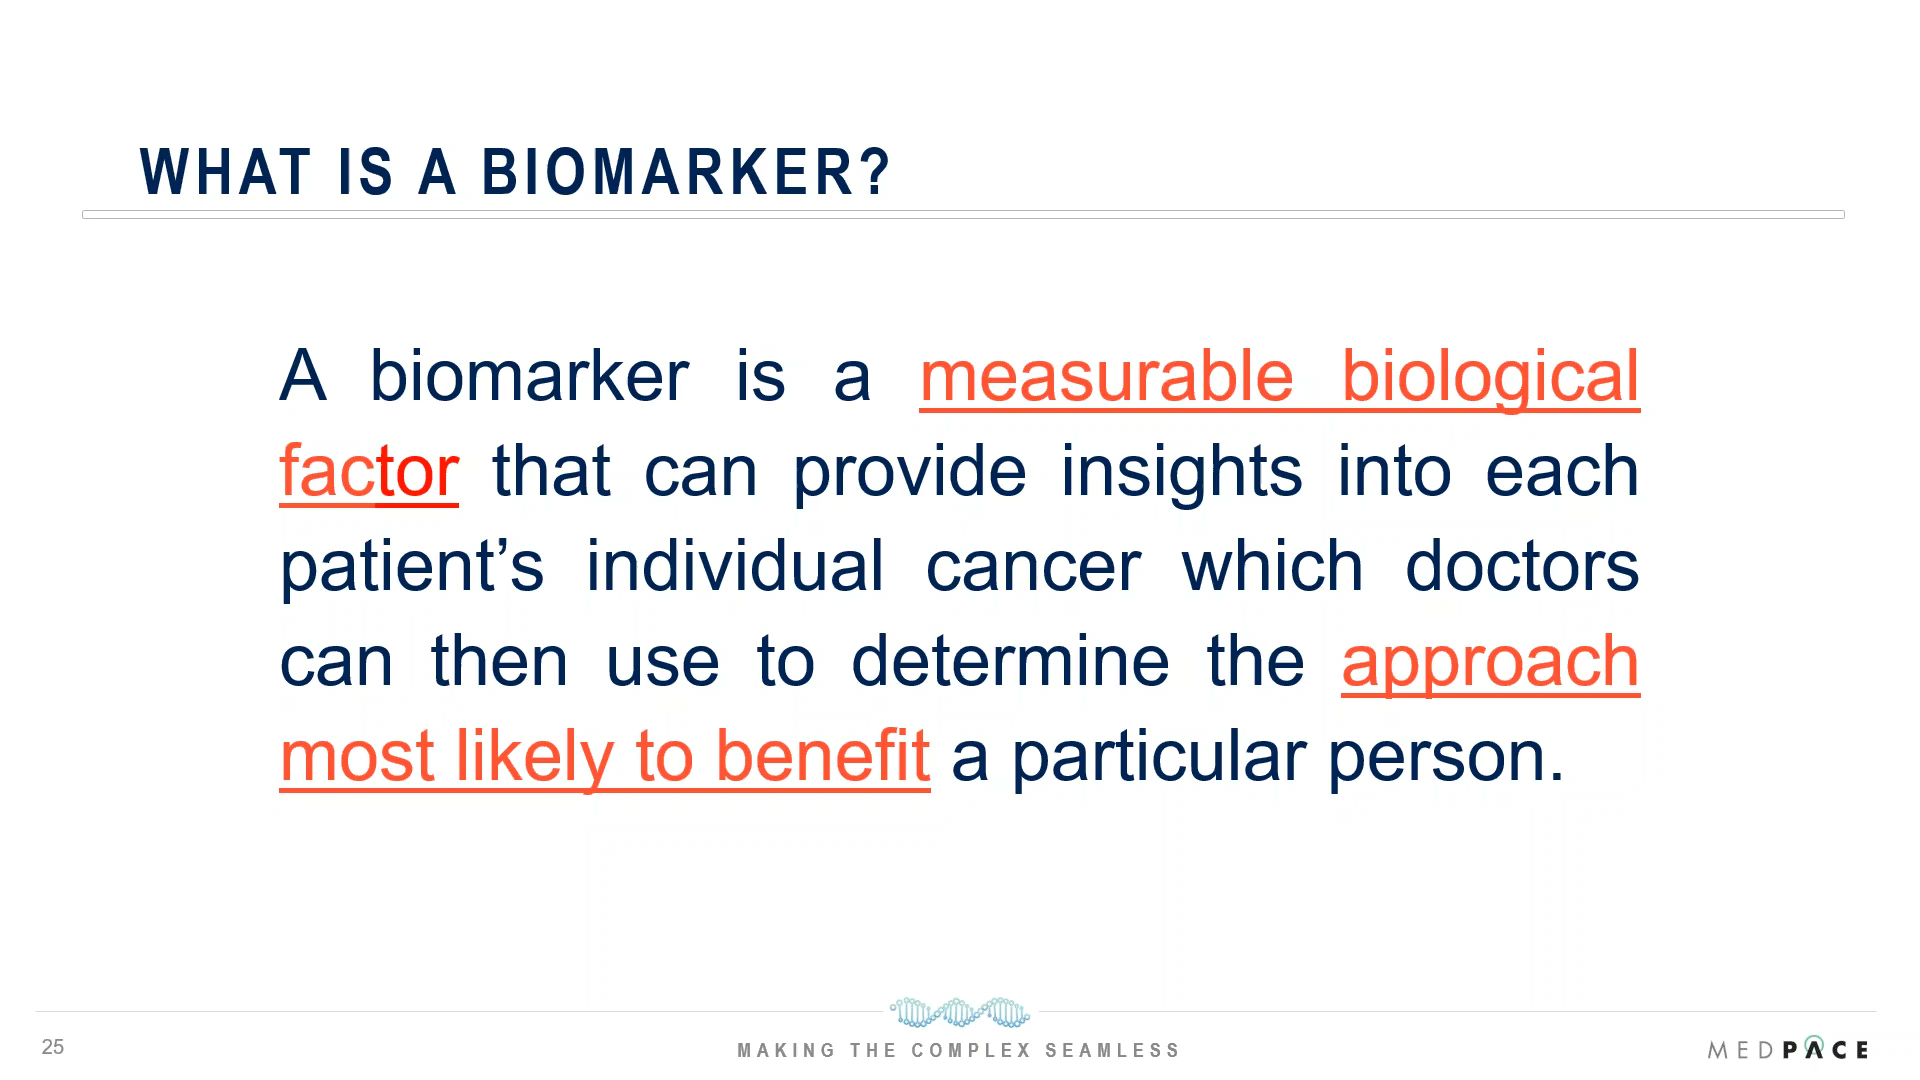 WHAT IS A BIOMARKER?
A biomarker is a measurable biological
factor that can provide insights into each
patient’s individual cancer which doctors
can then use to determine the approach
most likely to benefit a particular person.
25
MAKING THE COMPLEX SEAMLESS
MEDPACE